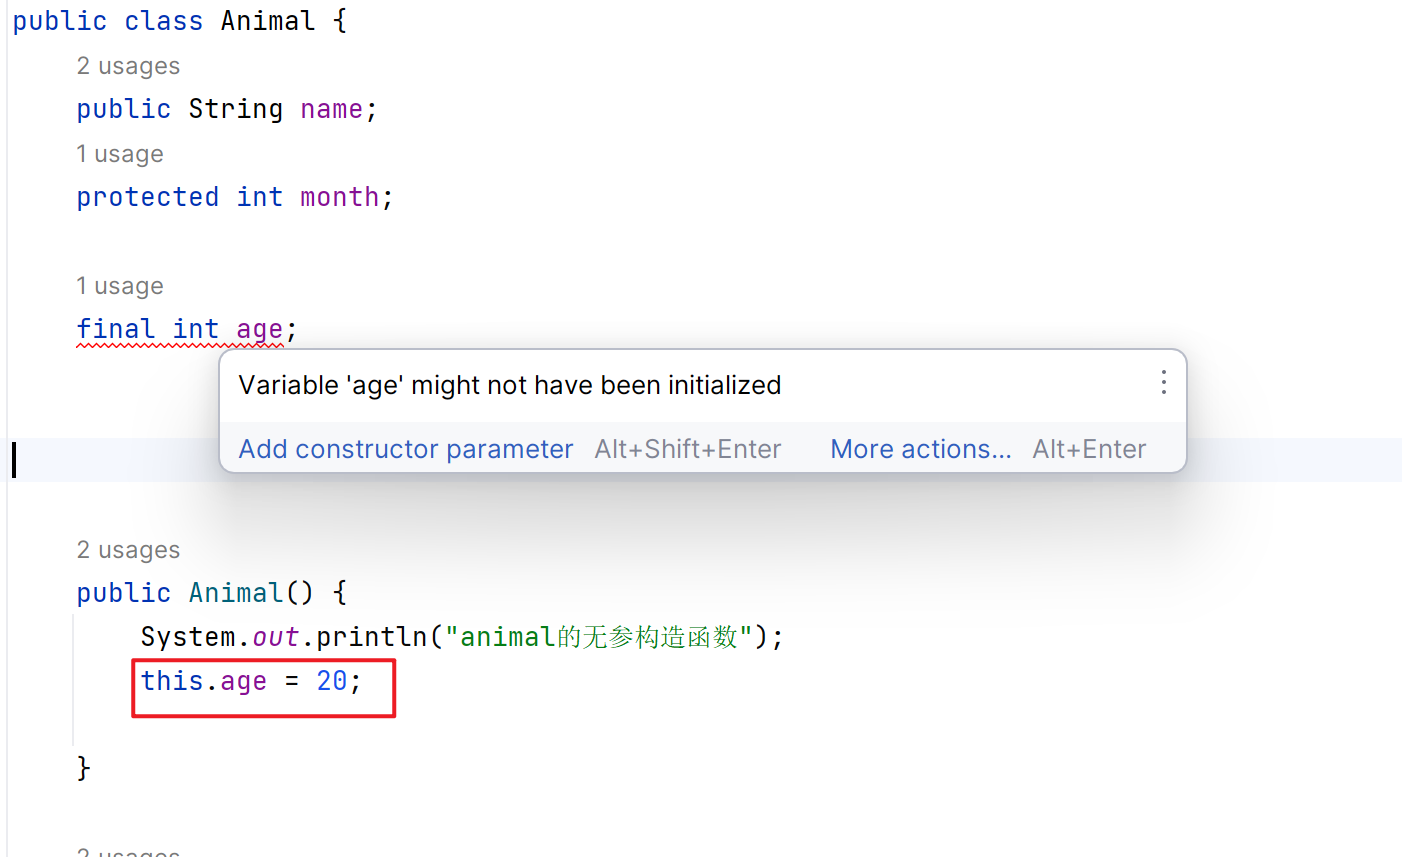 public class Animal {
2 usages
public String name;
1 usage
protected int month;
1 usage
final int age;
Variable 'age' might not have been initialized
Add constructor parameter Alt+Shift+Enter More actions... Alt+Enter
2 usages
public Animal() {
System.out.println("animal的无参构造函数");
this.age = 20;
}
2 usages